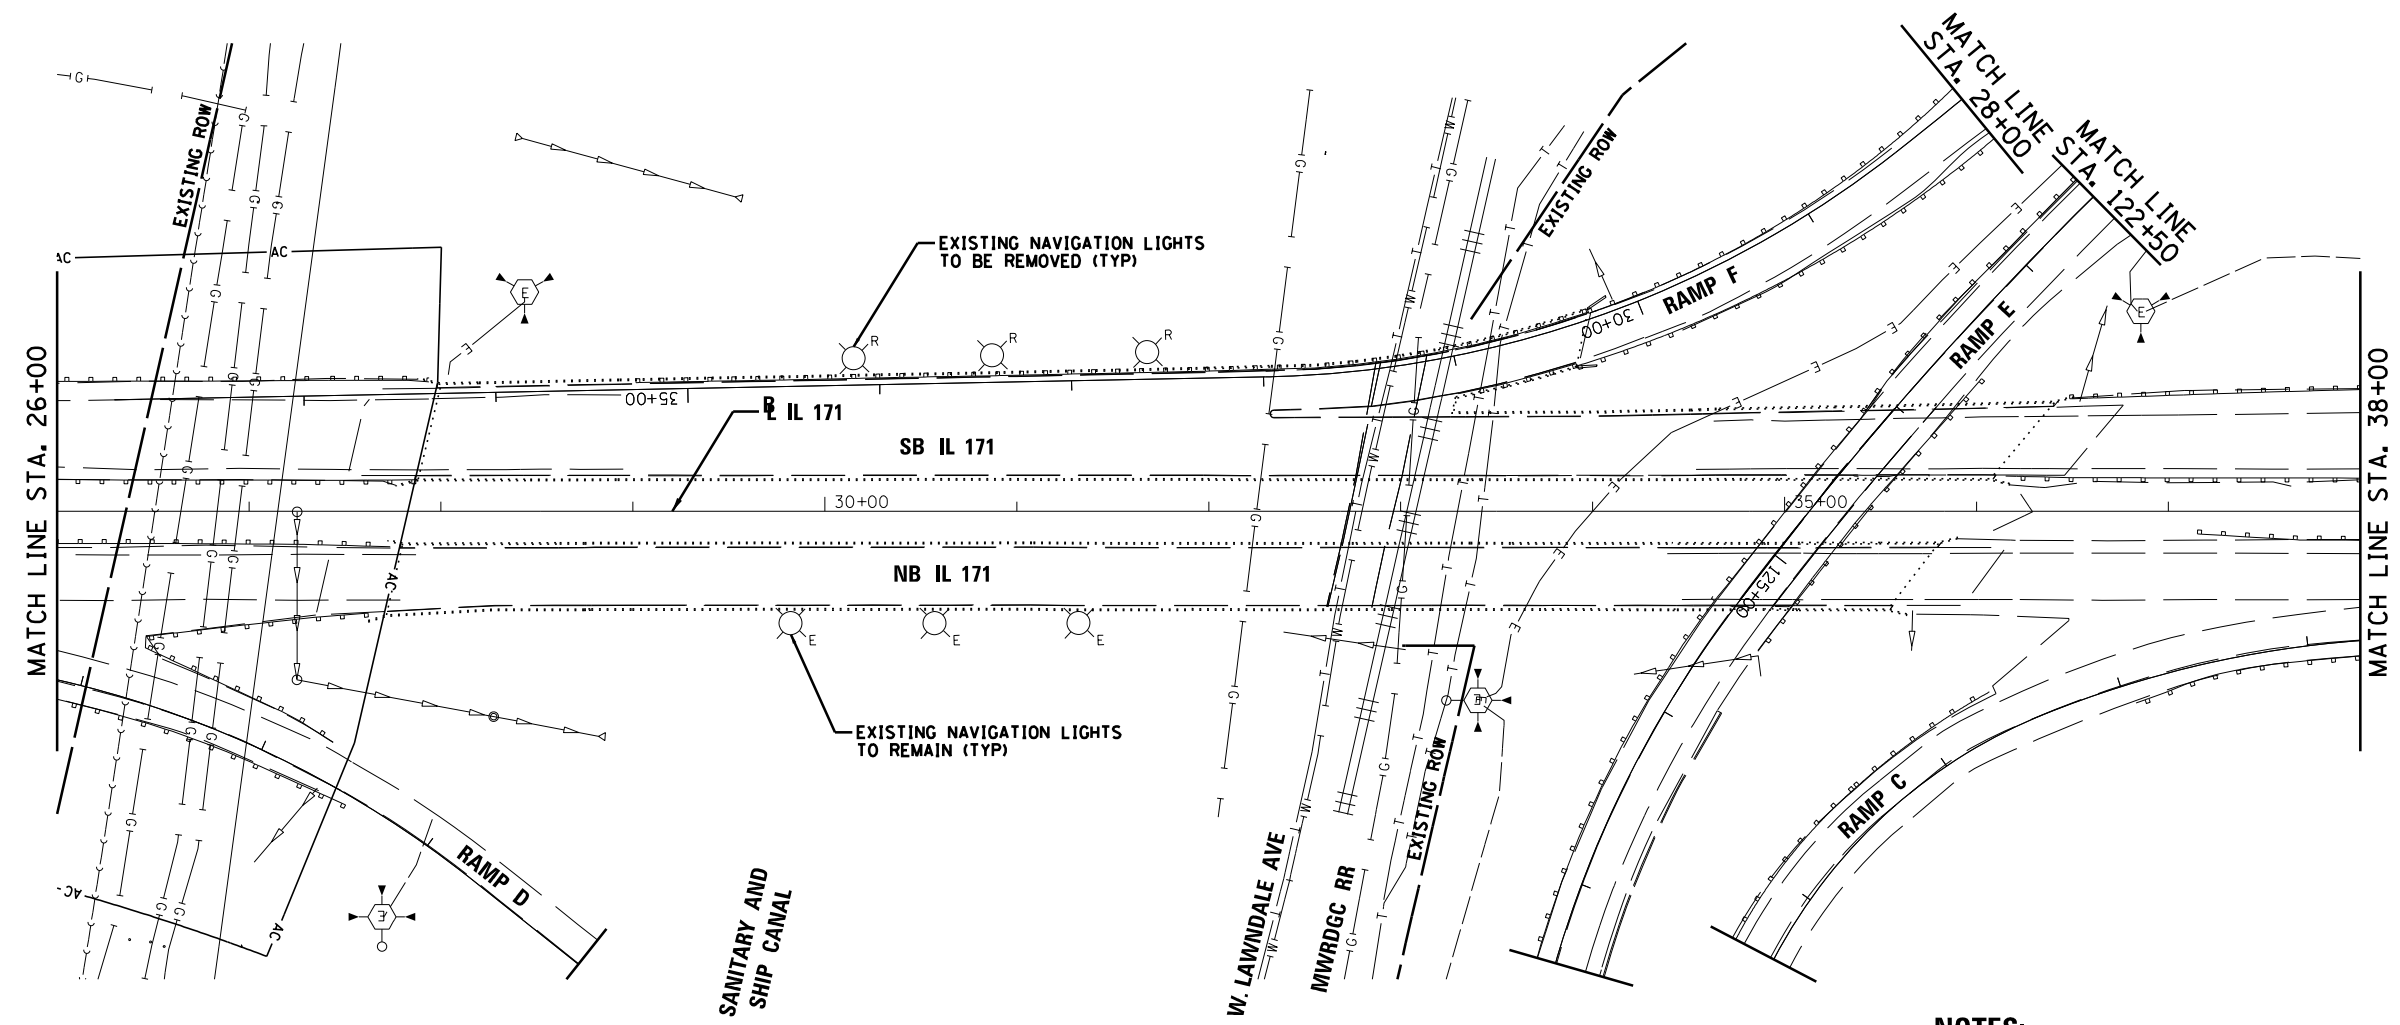 MATCH LINE
STA. 28+00
MATCH LINE
STA. 122+50
EXISTING ROW
EXISTING ROW
EXISTING NAVIGATION LIGHTS
TO BE REMOVED (TYP)
AC
AC
E
E
R
R
R
RAMP F
30+00
RAMP E
MATCH LINE STA. 26+00
MATCH LINE STA. 38+00
35+00
IL 171
SB IL 171
30+00
35+00
NB IL 171
AC
125+00
E
E
E
EXISTING NAVIGATION LIGHTS
TO REMAIN (TYP)
EXISTING ROW
RAMP C
RAMP D
AC
AC
SANITARY AND
SHIP CANAL
W. LAWNDALE AVE
MWRDGC RR
NOTES: